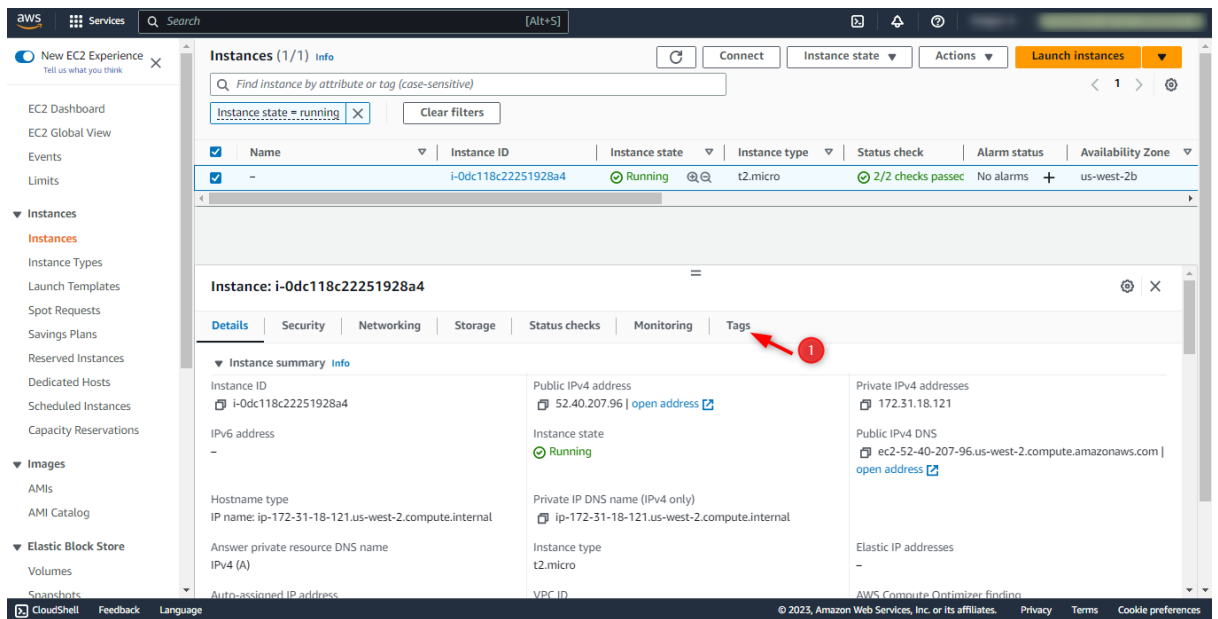 aws Services Search [Alt+S]
New EC2 Experience
Tell us what you think
EC2 Dashboard
EC2 Global View
Events
Limits
Instances
Instances
Instance Types
Launch Templates
Spot Requests
Savings Plans
Reserved Instances
Dedicated Hosts
Scheduled Instances
Capacity Reservations
Images
AMIs
AMI Catalog
Elastic Block Store
Volumes
Snapshots
Instances (1/1) Info
Connect Instance state Actions Launch instances
Find instance by attribute or tag (case-sensitive)
1
Instance state = running Clear filters
Name Instance ID Instance state Instance type Status check Alarm status Availability Zone
– i-0dc118c22251928a4 Running t2.micro 2/2 checks passed No alarms + us-west-2b
Instance: i-0dc118c22251928a4
Details Security Networking Storage Status checks Monitoring Tags
1
Instance summary Info
Instance ID Public IPv4 address Private IPv4 addresses
i-0dc118c22251928a4 52.40.207.96 | open address 172.31.18.121
IPv6 address Instance state Public IPv4 DNS
– Running ec2-52-40-207-96.us-west-2.compute.amazonaws.com |
open address
Hostname type Private IP DNS name (IPv4 only)
IP name: ip-172-31-18-121.us-west-2.compute.internal ip-172-31-18-121.us-west-2.compute.internal
Answer private resource DNS name Instance type Elastic IP addresses
IPv4 (A) t2.micro –
Auto-assigned IP address VPC ID AWS Compute Optimizer finding
CloudShell Feedback Language © 2023, Amazon Web Services, Inc. or its affiliates. Privacy Terms Cookie preferences